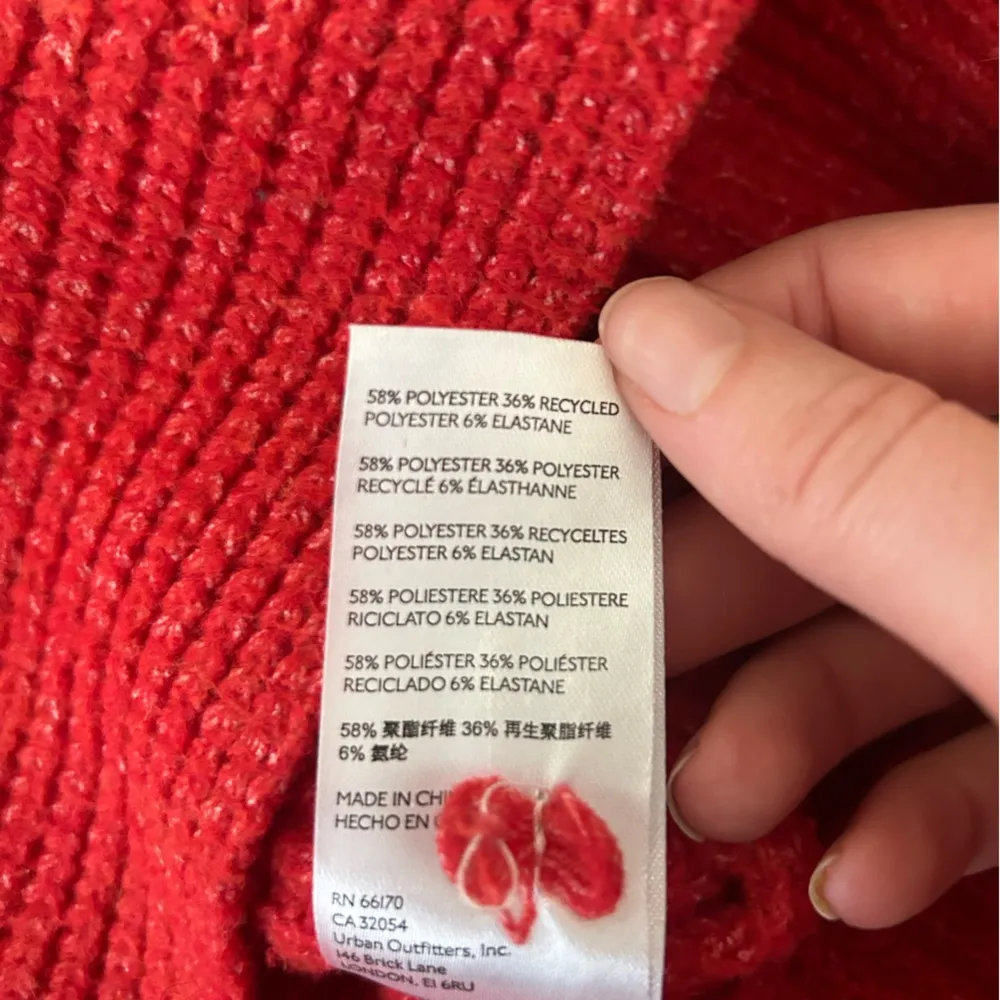 58% POLYESTER 36% RECYCLED
POLYESTER 6% ELASTANE
58% POLYESTER 36% POLYESTER
RECYCLÉ 6% ÉLASTHANNE
58% POLYESTER 36% RECYCELTES
POLYESTER 6% ELASTAN
58% POLIESTERE 36% POLIESTERE
RICICLATO 6% ELASTAN
58% POLIÉSTER 36% POLIÉSTER
RECICLADO 6% ELASTANE
58% 聚酯纤维 36% 再生聚酯纤维
6% 氨纶
MADE IN CHI
HECHO EN
RN 66170
CA 32054
Urban Outfitters, Inc.
146 Brick Lane
LONDON, E1 6RU